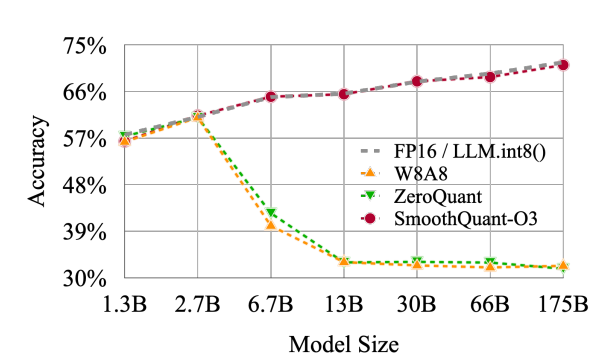 75%
66%
57%
48%
39%
30%
Accuracy
FP16 / LLM.int8()
W8A8
ZeroQuant
SmoothQuant-O3
1.3B 2.7B 6.7B 13B 30B 66B 175B
Model Size